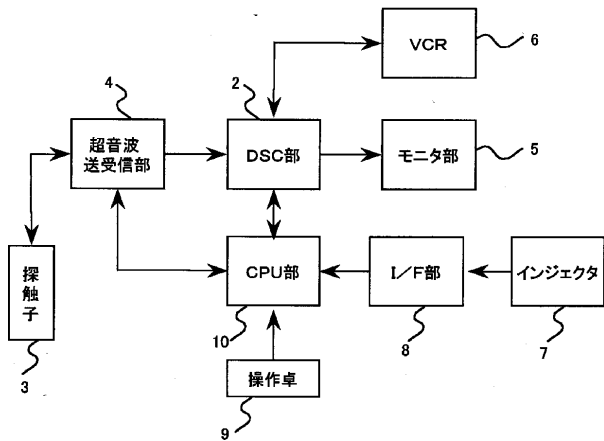 VCR
6
4
2
超音波
送受信部
DSC部
モニタ部
5
探触子
CPU部
I/F部
インジェクタ
3
10
8
7
操作卓
9